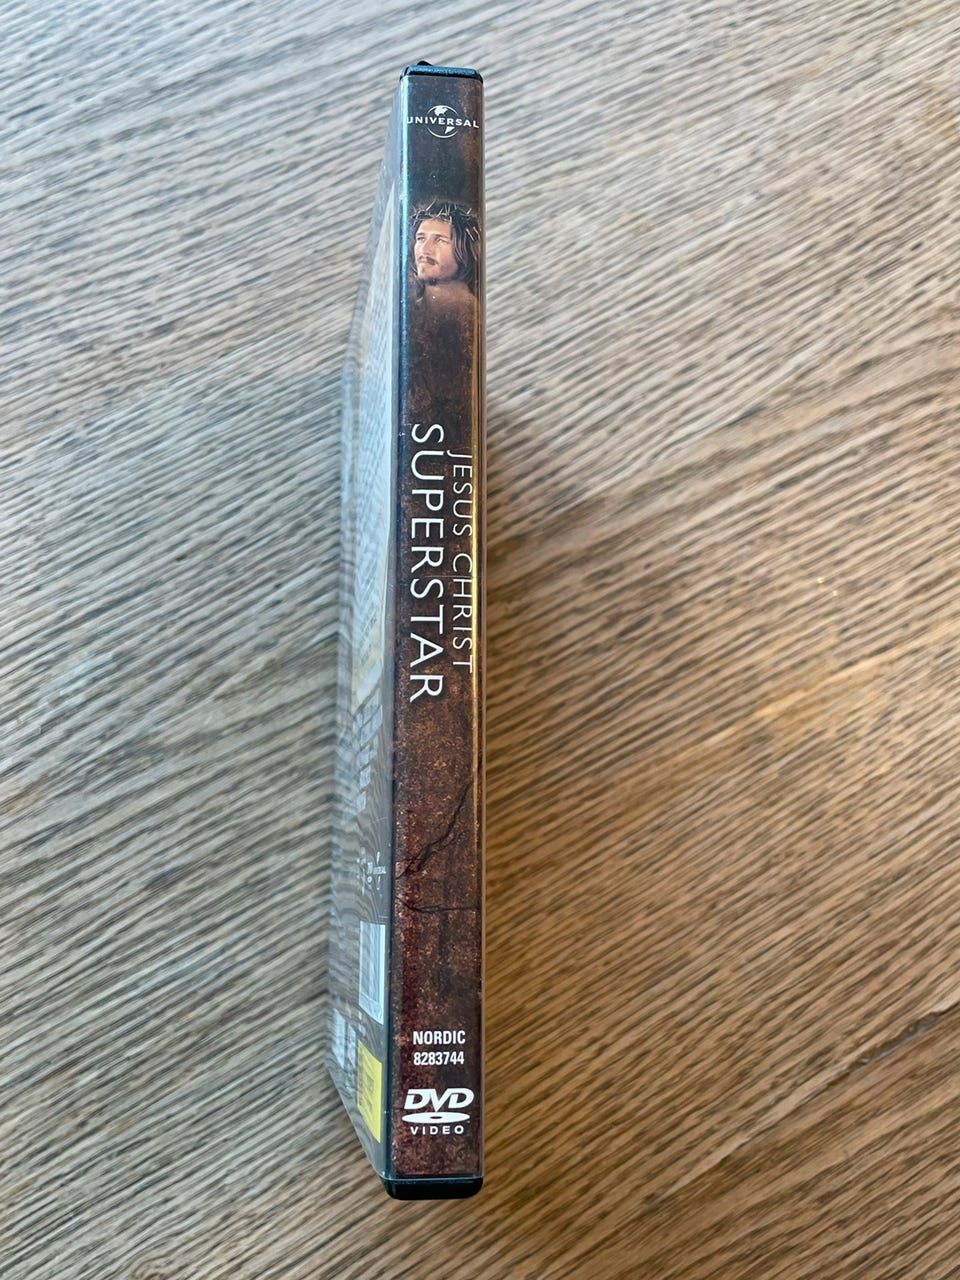 UNIVERSAL
JESUS CHRIST
SUPERSTAR
NORDIC
8283744
DVD
VIDEO